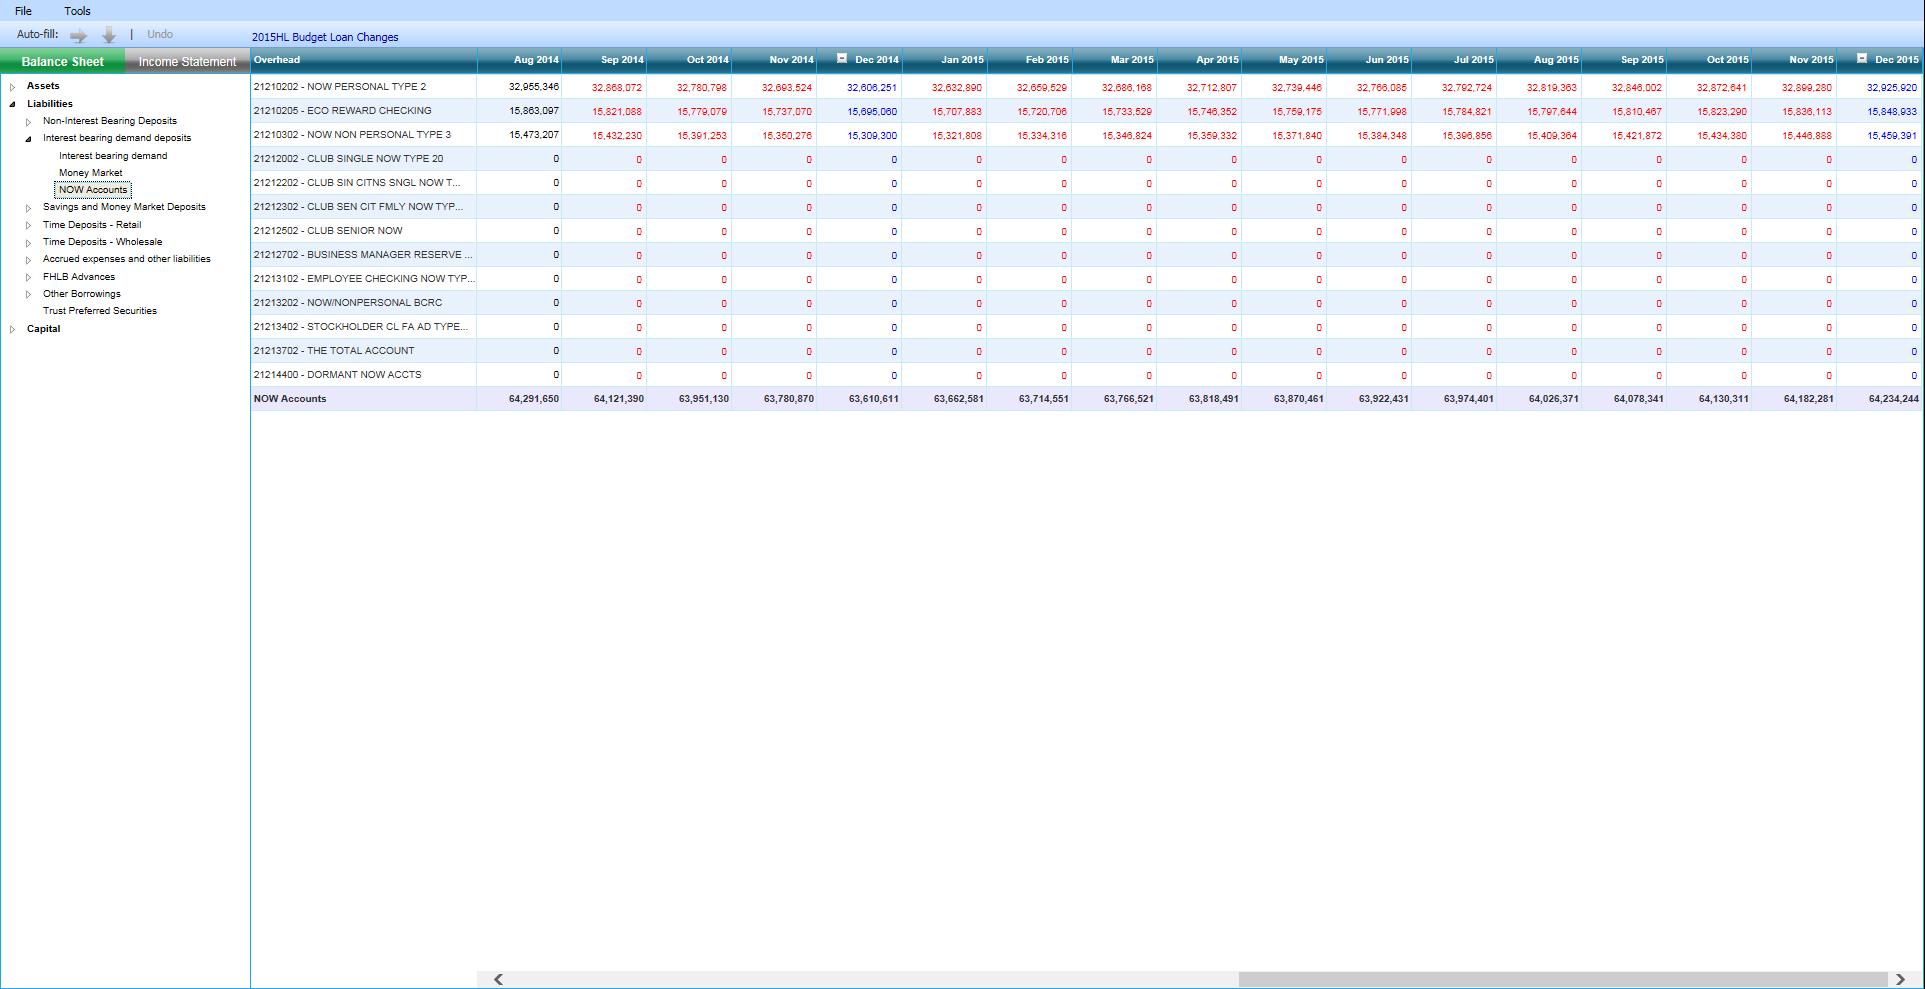 File Tools
Auto-fill: | Undo 2015HL Budget Loan Changes
Balance Sheet Income Statement
Assets
Liabilities
Non-Interest Bearing Deposits
Interest bearing demand deposits
Interest bearing demand
Money Market
NOW Accounts
Savings and Money Market Deposits
Time Deposits - Retail
Time Deposits - Wholesale
Accrued expenses and other liabilities
FHLB Advances
Other Borrowings
Trust Preferred Securities
Capital
Overhead Aug 2014 Sep 2014 Oct 2014 Nov 2014 Dec 2014 Jan 2015 Feb 2015 Mar 2015 Apr 2015 May 2015 Jun 2015 Jul 2015 Aug 2015 Sep 2015 Oct 2015 Nov 2015 Dec 2015
21210202 - NOW PERSONAL TYPE 2 32,955,346 32,868,072 32,780,798 32,693,524 32,606,251 32,632,890 32,659,529 32,686,168 32,712,807 32,739,446 32,766,085 32,792,724 32,819,363 32,846,002 32,872,641 32,899,280 32,925,920
21210205 - ECO REWARD CHECKING 15,863,097 15,821,088 15,779,079 15,737,070 15,695,060 15,707,883 15,720,706 15,733,529 15,746,352 15,759,175 15,771,998 15,784,821 15,797,644 15,810,467 15,823,290 15,836,113 15,848,933
21210302 - NOW NON PERSONAL TYPE 3 15,473,207 15,432,230 15,391,253 15,350,276 15,309,300 15,321,808 15,334,316 15,346,824 15,359,332 15,371,840 15,384,348 15,396,856 15,409,364 15,421,872 15,434,380 15,446,888 15,459,391
21212002 - CLUB SINGLE NOW TYPE 20 0 0 0 0 0 0 0 0 0 0 0 0 0 0 0 0 0
21212202 - CLUB SIN CITNS SNGL NOW T... 0 0 0 0 0 0 0 0 0 0 0 0 0 0 0 0 0
21212302 - CLUB SEN CIT FMLY NOW TYP... 0 0 0 0 0 0 0 0 0 0 0 0 0 0 0 0 0
21212502 - CLUB SENIOR NOW 0 0 0 0 0 0 0 0 0 0 0 0 0 0 0 0 0
21212702 - BUSINESS MANAGER RESERVE ... 0 0 0 0 0 0 0 0 0 0 0 0 0 0 0 0 0
21213102 - EMPLOYEE CHECKING NOW TYP... 0 0 0 0 0 0 0 0 0 0 0 0 0 0 0 0 0
21213202 - NOW/NONPERSONAL BCRC 0 0 0 0 0 0 0 0 0 0 0 0 0 0 0 0 0
21213402 - STOCKHOLDER CL FA AD TYPE... 0 0 0 0 0 0 0 0 0 0 0 0 0 0 0 0 0
21213702 - THE TOTAL ACCOUNT 0 0 0 0 0 0 0 0 0 0 0 0 0 0 0 0 0
21214400 - DORMANT NOW ACCTS 0 0 0 0 0 0 0 0 0 0 0 0 0 0 0 0 0
NOW Accounts 64,291,650 64,121,390 63,951,130 63,780,870 63,610,611 63,662,581 63,714,551 63,766,521 63,818,491 63,870,461 63,922,431 63,974,401 64,026,371 64,078,341 64,130,311 64,182,281 64,234,244